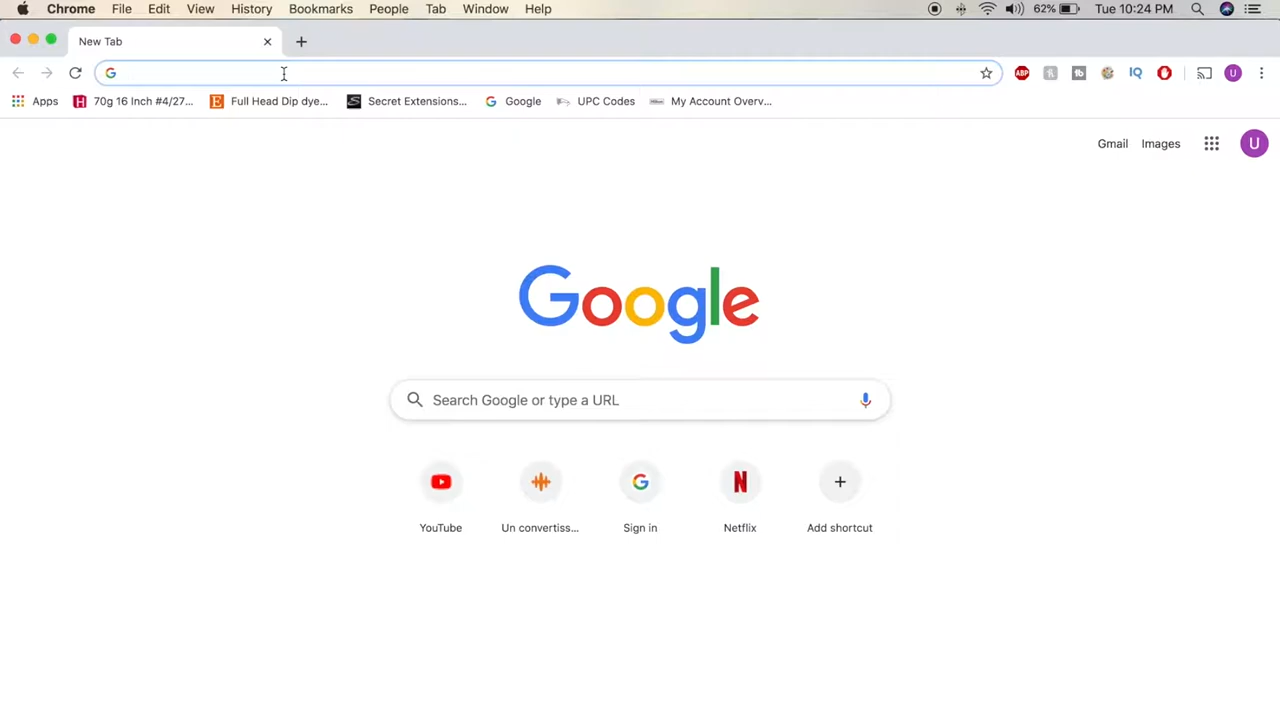 Chrome File Edit View History Bookmarks People Tab Window Help 62% Tue 10:24 PM
New Tab
Apps 70g 16 Inch #4/27... Full Head Dip dye... Secret Extensions... Google UPC Codes My Account Overv...
Gmail Images U
Google
Search Google or type a URL
YouTube Un convertiss... Sign in Netflix Add shortcut